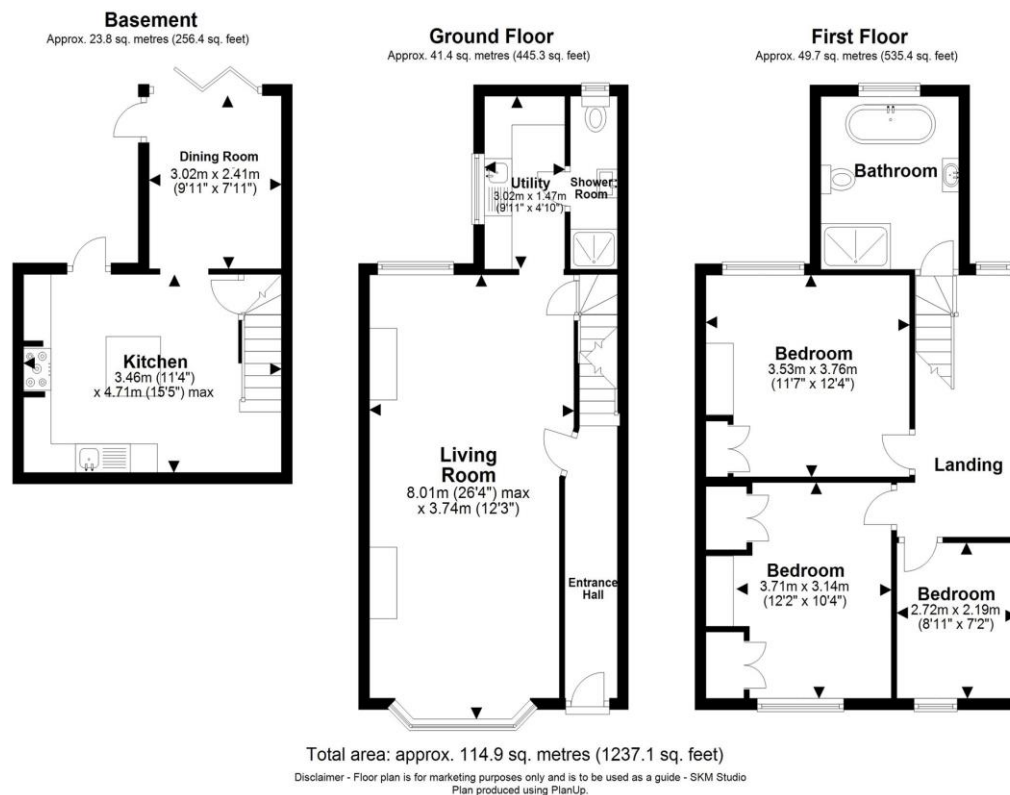 Basement
Approx. 23.8 sq. metres (256.4 sq. feet)
Dining Room
3.02m x 2.41m
(9'11" x 7'11")
Kitchen
3.46m (11'4")
x 4.71m (15'5") max
Ground Floor
Approx. 41.4 sq. metres (445.3 sq. feet)
Utility
3.02m x 1.47m
(9'11" x 4'10")
Shower
Room
Living
Room
8.01m (26'4") max
x 3.74m (12'3")
Entrance
Hall
First Floor
Approx. 49.7 sq. metres (535.4 sq. feet)
Bathroom
Bedroom
3.53m x 3.76m
(11'7" x 12'4")
Landing
Bedroom
3.71m x 3.14m
(12'2" x 10'4")
Bedroom
2.72m x 2.19m
(8'11" x 7'2")
Total area: approx. 114.9 sq. metres (1237.1 sq. feet)
Disclaimer - Floor plan is for marketing purposes only and is to be used as a guide - SKM Studio
Plan produced using PlanUp.